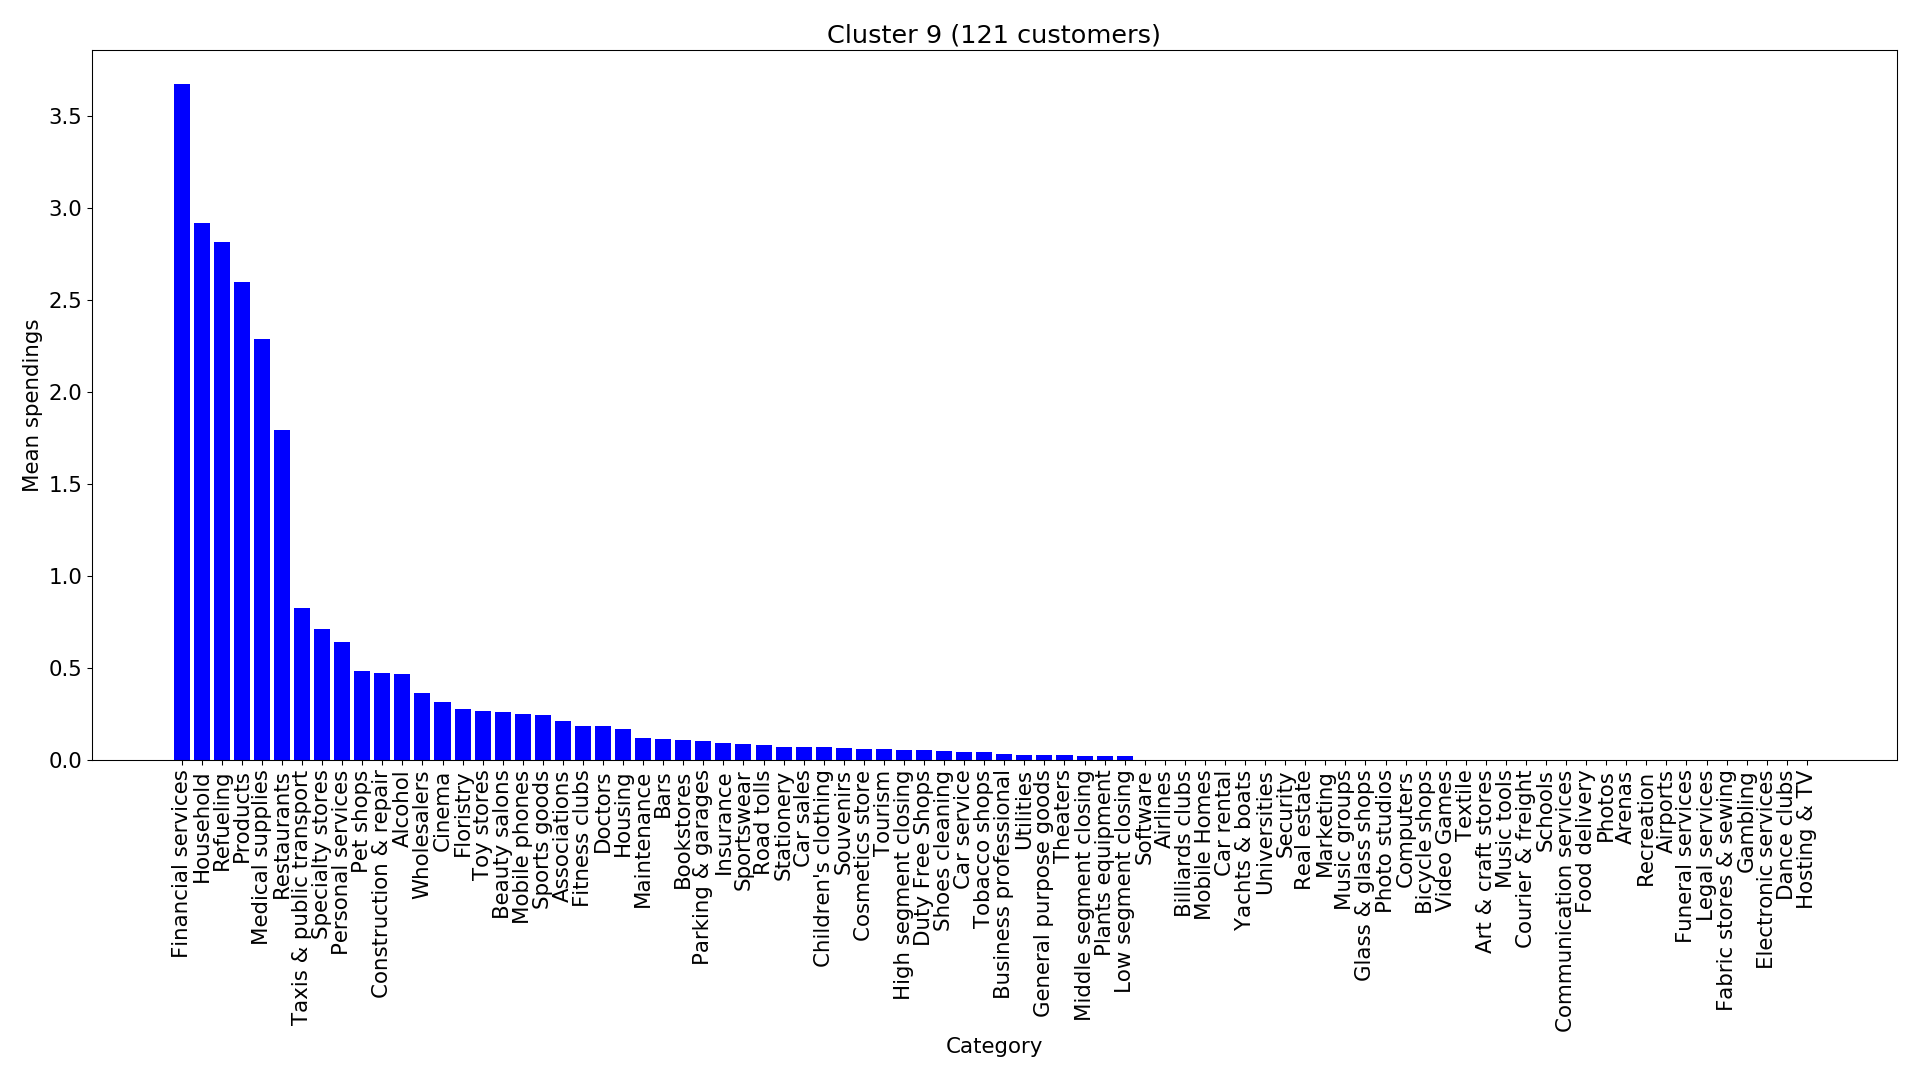 Cluster 9 (121 customers)
Mean spendings
3.5
3.0
2.5
2.0
1.5
1.0
0.5
0.0
Financial services
Household
Refueling
Products
Medical supplies
Restaurants
Taxis & public transport
Specialty stores
Personal services
Pet shops
Construction & repair
Alcohol
Wholesalers
Cinema
Floristry
Toy stores
Beauty salons
Mobile phones
Sports goods
Associations
Fitness clubs
Doctors
Housing
Maintenance
Bars
Bookstores
Parking & garages
Insurance
Sportswear
Road tolls
Stationery
Car sales
Children's clothing
Souvenirs
Cosmetics store
Tourism
High segment closing
Duty Free Shops
Shoes cleaning
Car service
Tobacco shops
Business professional
Utilities
General purpose goods
Theaters
Middle segment closing
Plants equipment
Low segment closing
Software
Airlines
Billiards clubs
Mobile Homes
Car rental
Yachts & boats
Universities
Security
Real estate
Marketing
Music groups
Glass & glass shops
Photo studios
Computers
Bicycle shops
Video Games
Textile
Art & craft stores
Music tools
Courier & freight
Schools
Communication services
Food delivery
Photos
Arenas
Recreation
Airports
Funeral services
Legal services
Fabric stores & sewing
Gambling
Electronic services
Dance clubs
Hosting & TV
Category